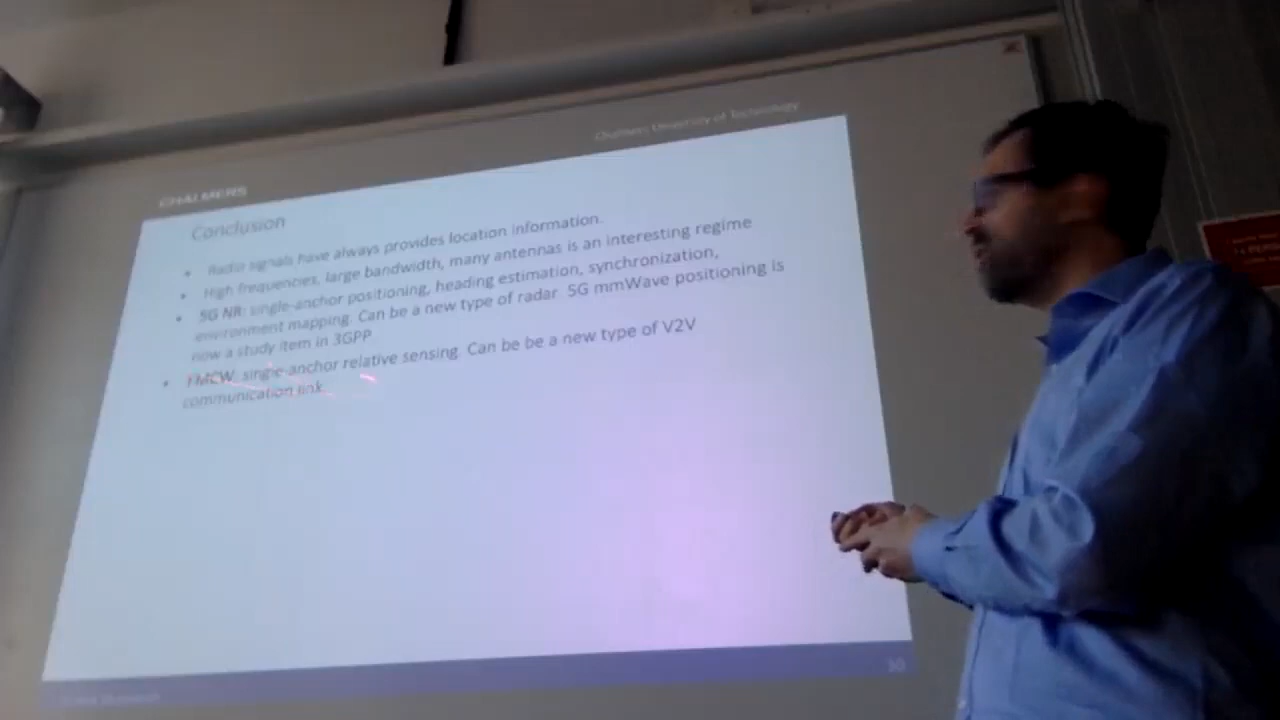 CHALMERS
Chalmers University of Technology
Conclusion
• Radio signals have always provides location information.
• High frequencies, large bandwidth, many antennas is an interesting regime
• 5G NR: single-anchor positioning, heading estimation, synchronization,
environment mapping. Can be a new type of radar 5G mmWave positioning is
now a study item in 3GPP
• FMCW: single-anchor relative sensing. Can be be a new type of V2V
communication link.
30